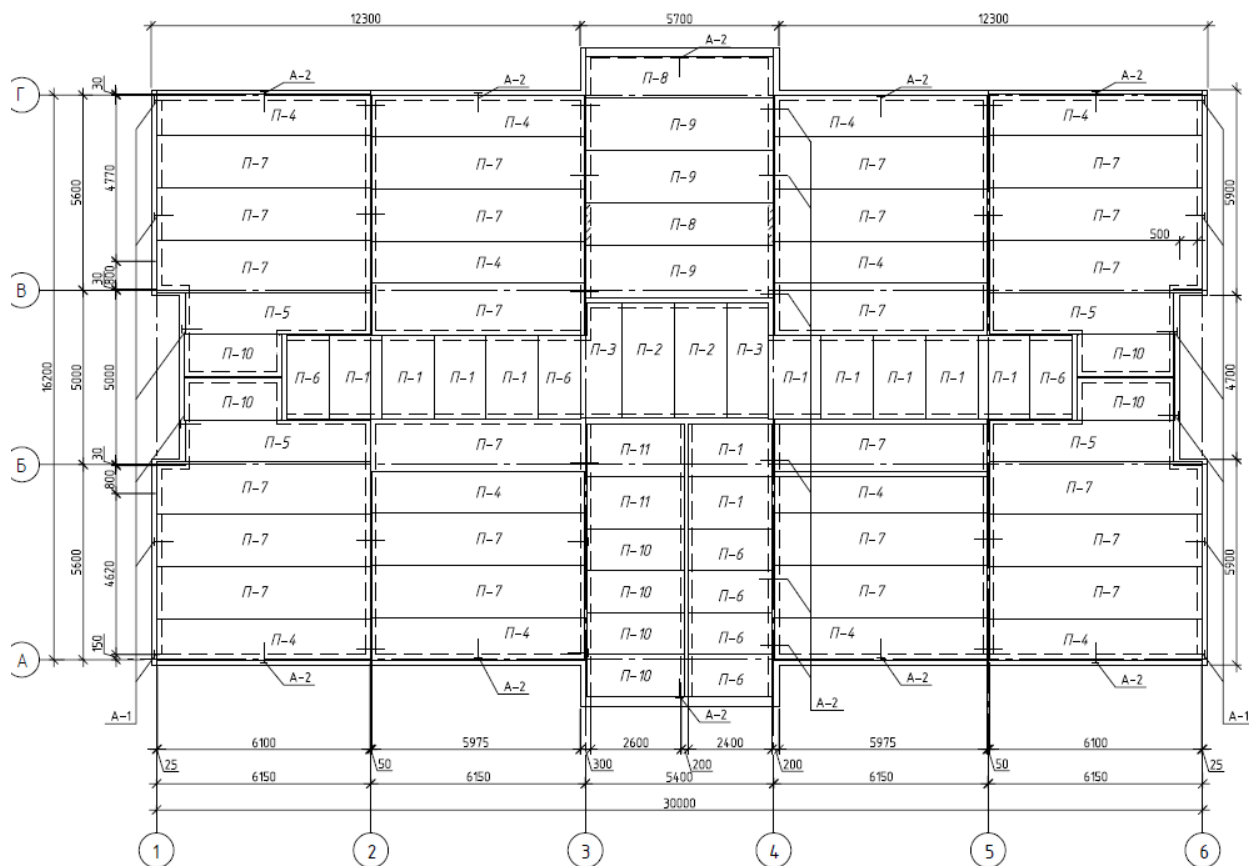 12300 5700 12300
А-2
А-2 А-2 П-8 А-2 А-2
Г 30 П-4 П-4 П-4 П-4
П-9
П-7 П-7 П-7 П-7
4770 5600 П-9 5900
П-7 П-7 П-7 П-7
П-8
500
П-7 П-4 П-9 П-4 П-7
В 30 800
П-5 П-7 П-7 П-5
П-10 П-3 П-2 П-2 П-3 П-10
П-6 П-1 П-1 П-1 П-1 П-6 П-1 П-1 П-1 П-1 П-1 П-6
16200 5000 5000 4700
П-10 П-10
П-5 П-7 П-11 П-1 П-7 П-5
Б 30 800
П-7 П-4 П-11 П-1 П-4 П-7
П-7 П-7 П-10 П-6 П-7 П-7
5600 4620 5900
П-7 П-7 П-10 П-6 П-7 П-7
П-4 П-4 П-10 П-6 П-4 П-4
А 150
А-2 А-2 П-10 П-6 А-2 А-2 А-2
А-1 А-2 А-1
6100 5975 2600 2400 5975 6100
25 50 300 200 200 50 25
6150 6150 5400 6150 6150
30000
1 2 3 4 5 6